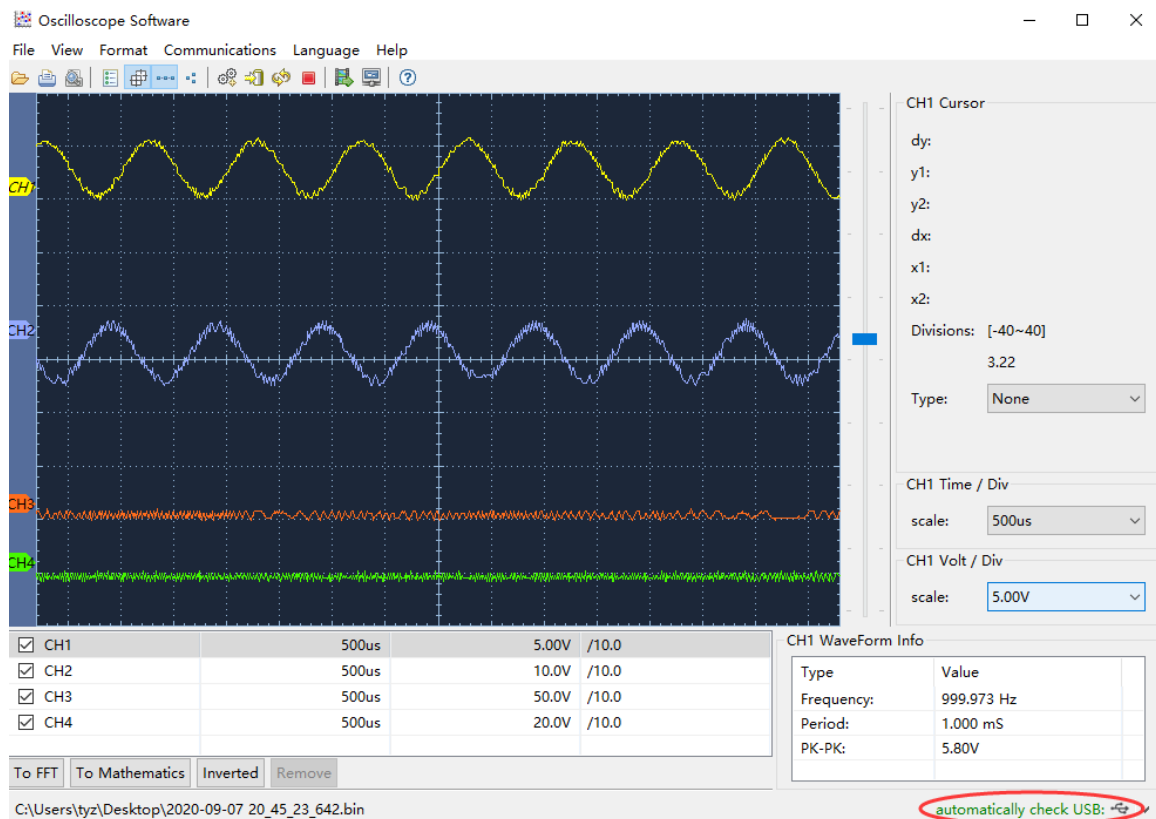 Oscilloscope Software
File View Format Communications Language Help
CH1 Cursor
dy:
y1:
y2:
dx:
x1:
x2:
Divisions: [-40~40]
3.22
Type: None
CH
CH2
CH3
CH4
CH1 Time / Div
scale: 500us
CH1 Volt / Div
scale: 5.00V
CH1 500us 5.00V /10.0
CH2 500us 10.0V /10.0
CH3 500us 50.0V /10.0
CH4 500us 20.0V /10.0
CH1 WaveForm Info
Type Value
Frequency: 999.973 Hz
Period: 1.000 mS
PK-PK: 5.80V
To FFT To Mathematics Inverted Remove
C:\Users\tyz\Desktop\2020-09-07 20_45_23_642.bin
automatically check USB: